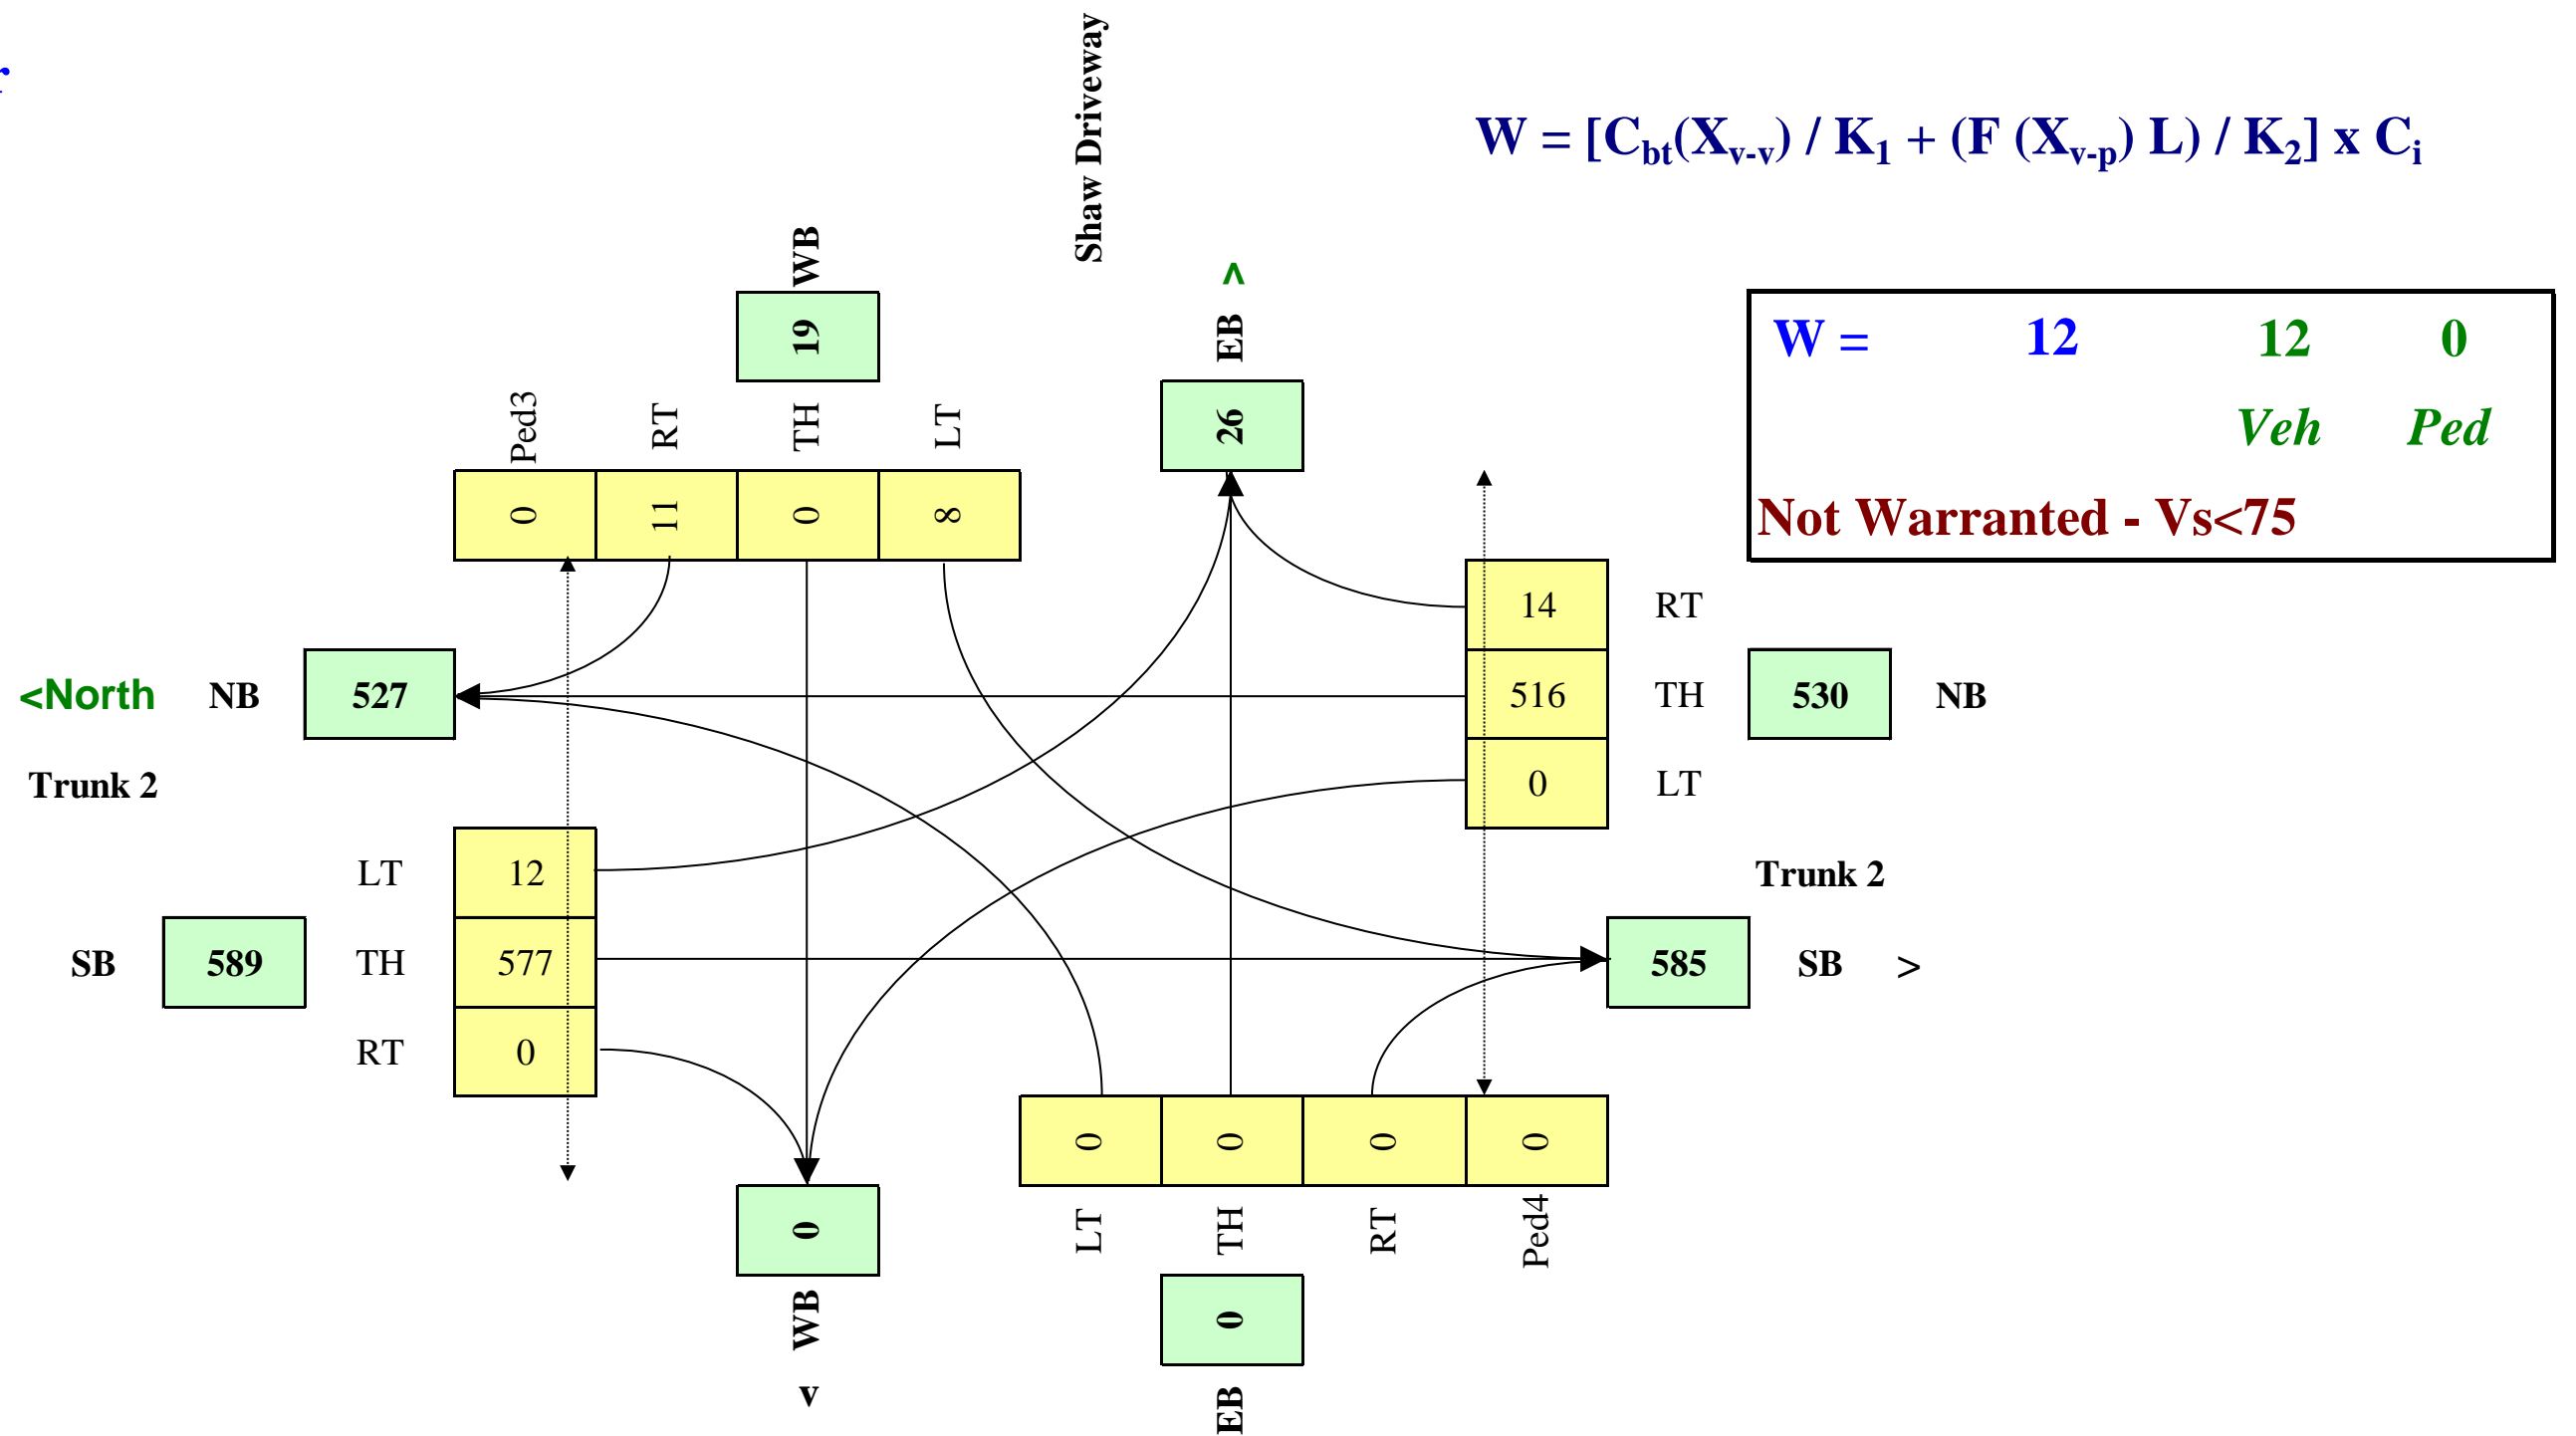 r
Shaw Driveway
W = [Cbt(Xv-v) / K1 + (F (Xv-p) L) / K2] x Ci
WB
EB ^
19
W = 12 12 0
26
Veh Ped
Ped3 RT TH LT
0 11 0 8
Not Warranted - Vs<75
14 RT
<North NB 527
516 TH 530 NB
0 LT
Trunk 2
12 LT
Trunk 2
SB 589 TH 577
585 SB >
RT 0
0 0 0 0
0
LT TH RT Ped4
WB
0
v
EB